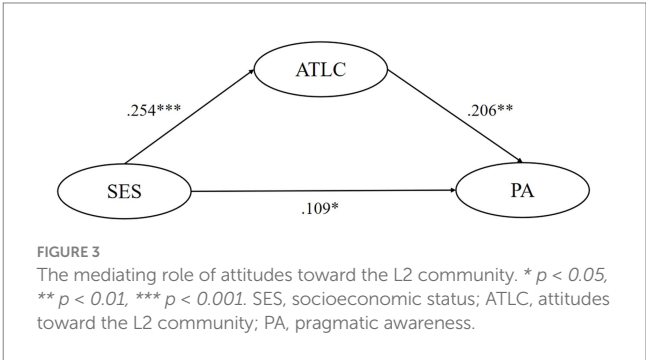 ATLC
.254***
.206**
SES
PA
.109*
FIGURE 3
The mediating role of attitudes toward the L2 community. * p < 0.05,
** p < 0.01, *** p < 0.001. SES, socioeconomic status; ATLC, attitudes
toward the L2 community; PA, pragmatic awareness.